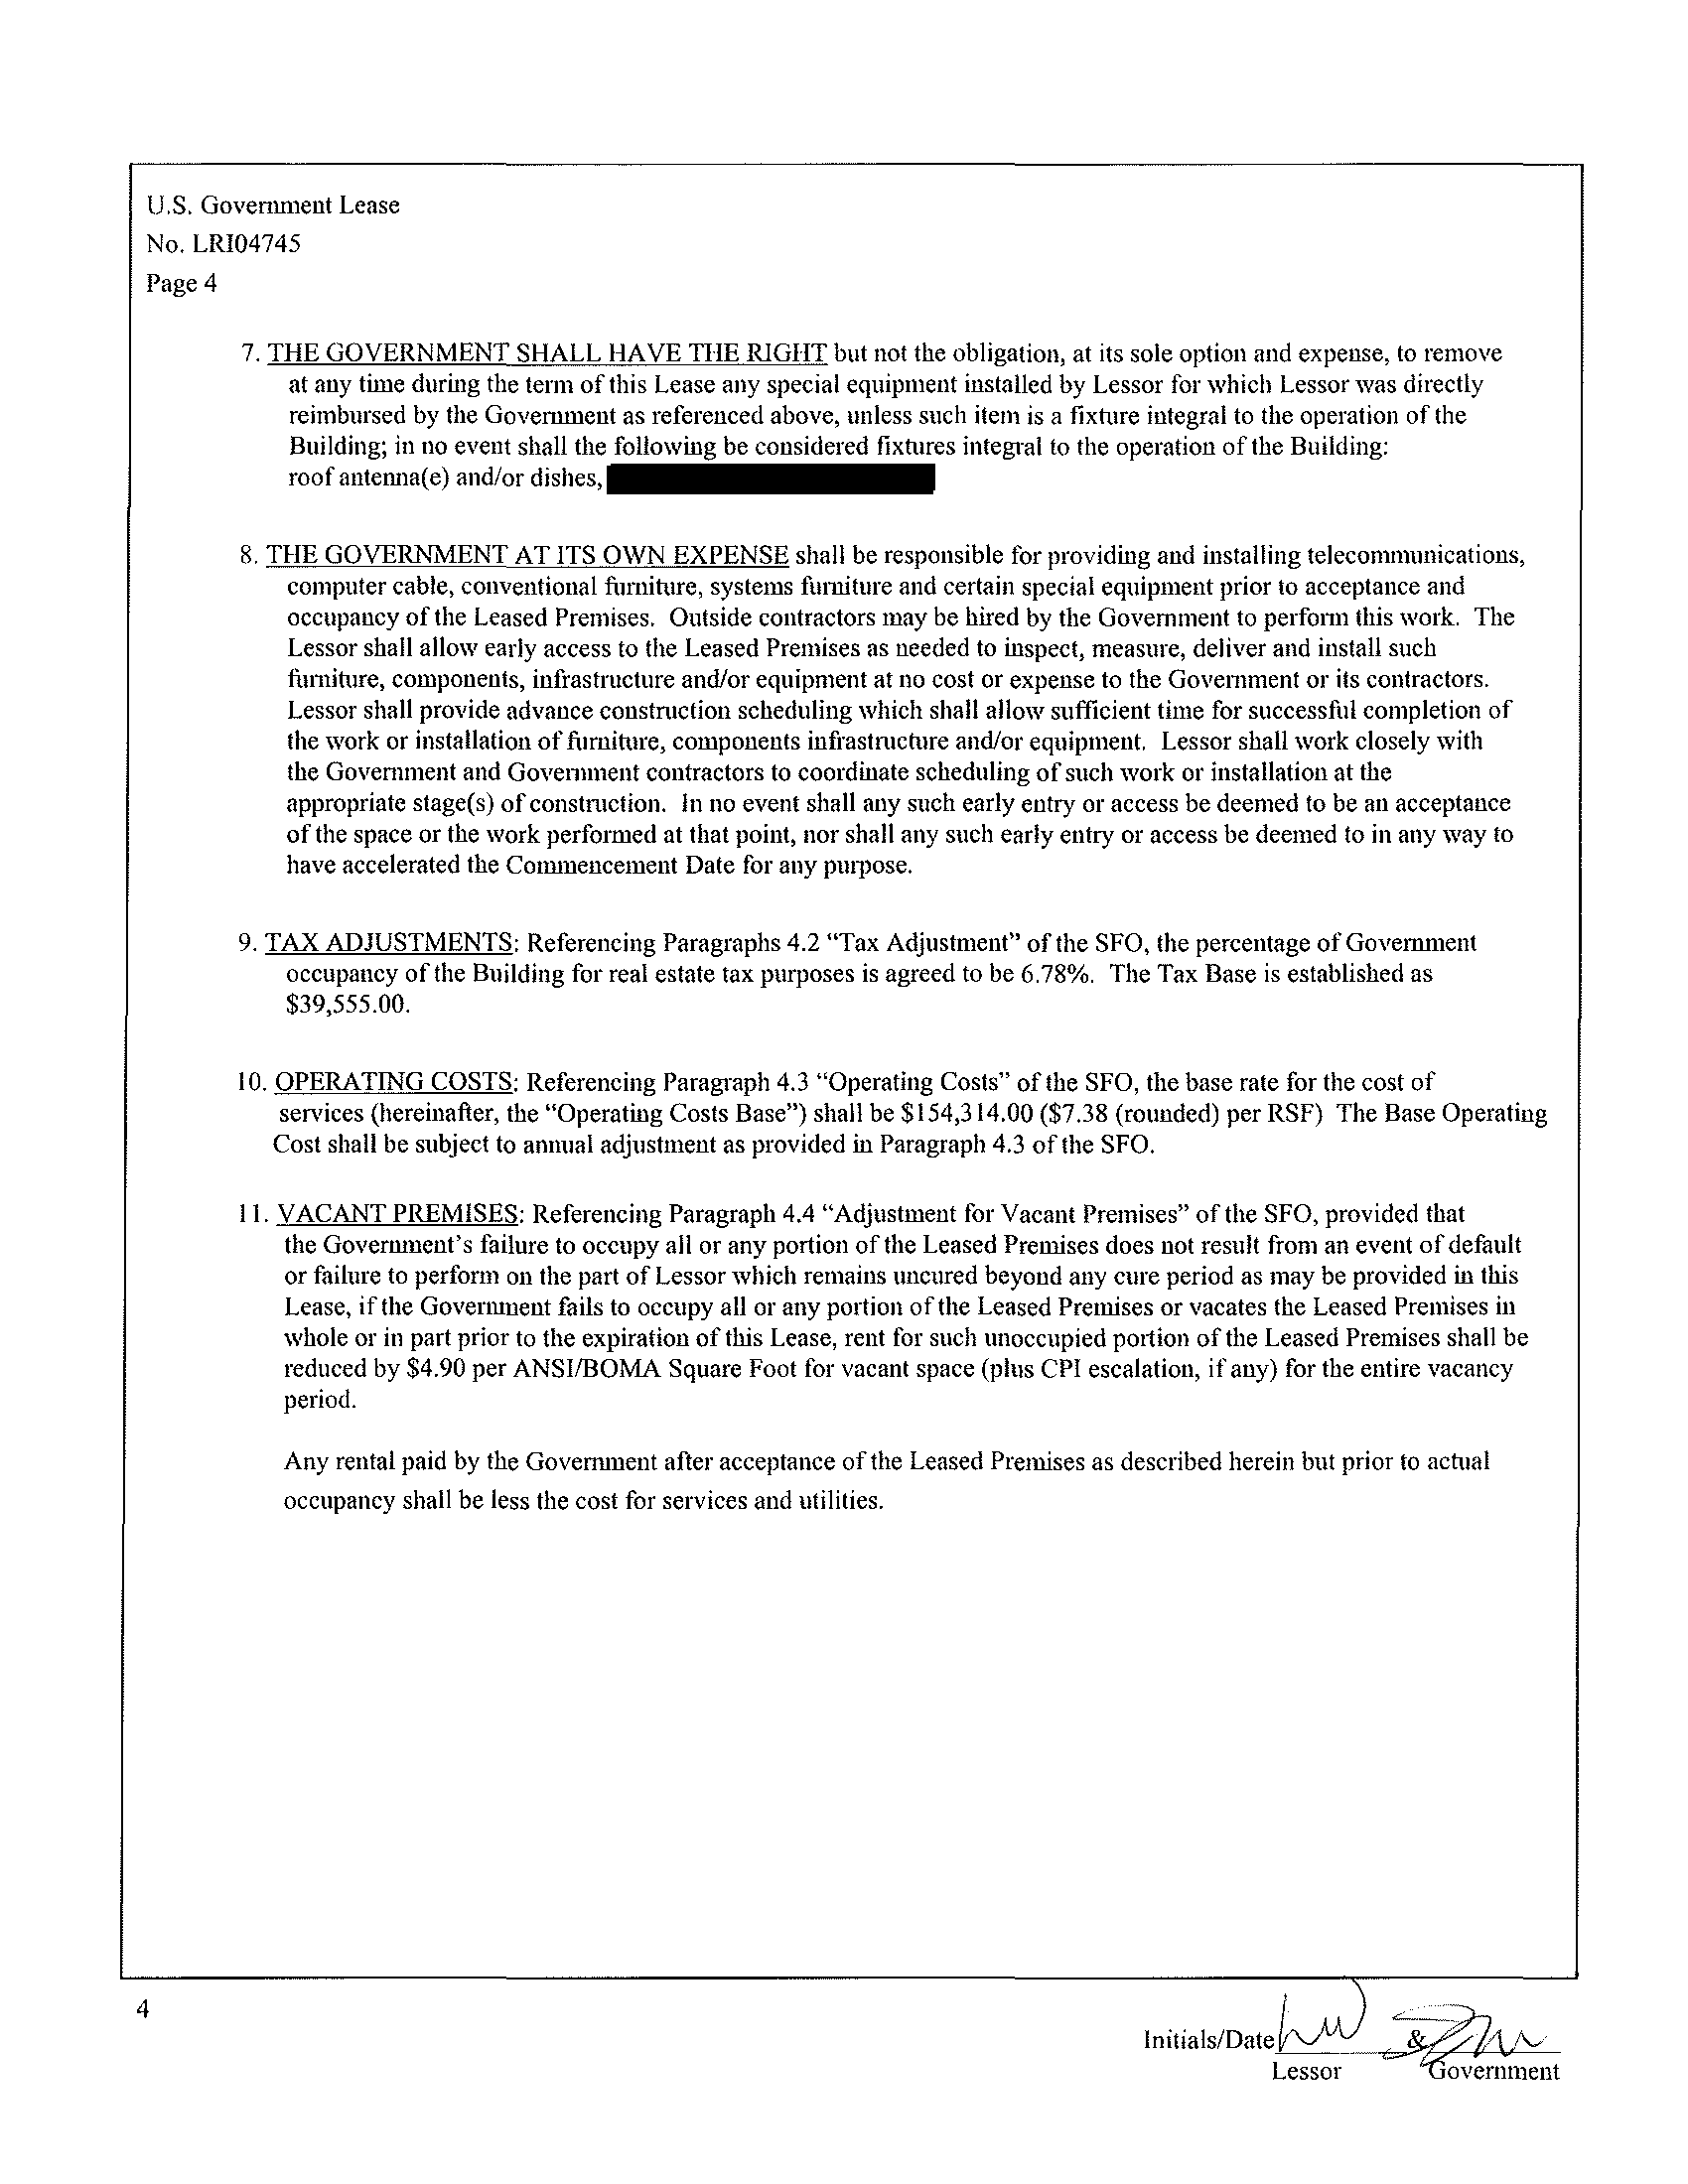 U.S. Government Lease
No. LRI04745
Page 4
7. THE GOVERNMENT SHALL HAVE THE RIGHT but not the obligation, at its sole option and expense, to remove
at any time during the term of this Lease any special equipment installed by Lessor for which Lessor was directly
reimbursed by the Government as referenced above, unless such item is a fixture integral to the operation of the
Building; in no event shall the following be considered fixtures integral to the operation of the Building:
roof antenna(e) and/or dishes,
8. THE GOVERNMENT AT ITS OWN EXPENSE shall be responsible for providing and installing telecommunications,
computer cable, conventional furniture, systems furniture and certain special equipment prior to acceptance and
occupancy of the Leased Premises. Outside contractors may be hired by the Government to perform this work. The
Lessor shall allow early access to the Leased Premises as needed to inspect, measure, deliver and install such
furniture, components, infrastructure and/or equipment at no cost or expense to the Government or its contractors.
Lessor shall provide advance construction scheduling which shall allow sufficient time for successful completion of
the work or installation of furniture, components infrastructure and/or equipment. Lessor shall work closely with
the Government and Government contractors to coordinate scheduling of such work or installation at the
appropriate stage(s) of construction. In no event shall any such early entry or access be deemed to be an acceptance
of the space or the work performed at that point, nor shall any such early entry or access be deemed to in any way to
have accelerated the Commencement Date for any purpose.
9. TAX ADJUSTMENTS: Referencing Paragraphs 4.2 “Tax Adjustment” of the SFO, the percentage of Government
occupancy of the Building for real estate tax purposes is agreed to be 6.78%. The Tax Base is established as
$39,555.00.
10. OPERATING COSTS: Referencing Paragraph 4.3 “Operating Costs” of the SFO, the base rate for the cost of
services (hereinafter, the “Operating Costs Base”) shall be $154,314.00 ($7.38 (rounded) per RSF) The Base Operating
Cost shall be subject to annual adjustment as provided in Paragraph 4.3 of the SFO.
11. VACANT PREMISES: Referencing Paragraph 4.4 “Adjustment for Vacant Premises” of the SFO, provided that
the Government’s failure to occupy all or any portion of the Leased Premises does not result from an event of default
or failure to perform on the part of Lessor which remains uncured beyond any cure period as may be provided in this
Lease, if the Government fails to occupy all or any portion of the Leased Premises or vacates the Leased Premises in
whole or in part prior to the expiration of this Lease, rent for such unoccupied portion of the Leased Premises shall be
reduced by $4.90 per ANSI/BOMA Square Foot for vacant space (plus CPI escalation, if any) for the entire vacancy
period.
Any rental paid by the Government after acceptance of the Leased Premises as described herein but prior to actual
occupancy shall be less the cost for services and utilities.
4
Initials/Date &
Lessor Government